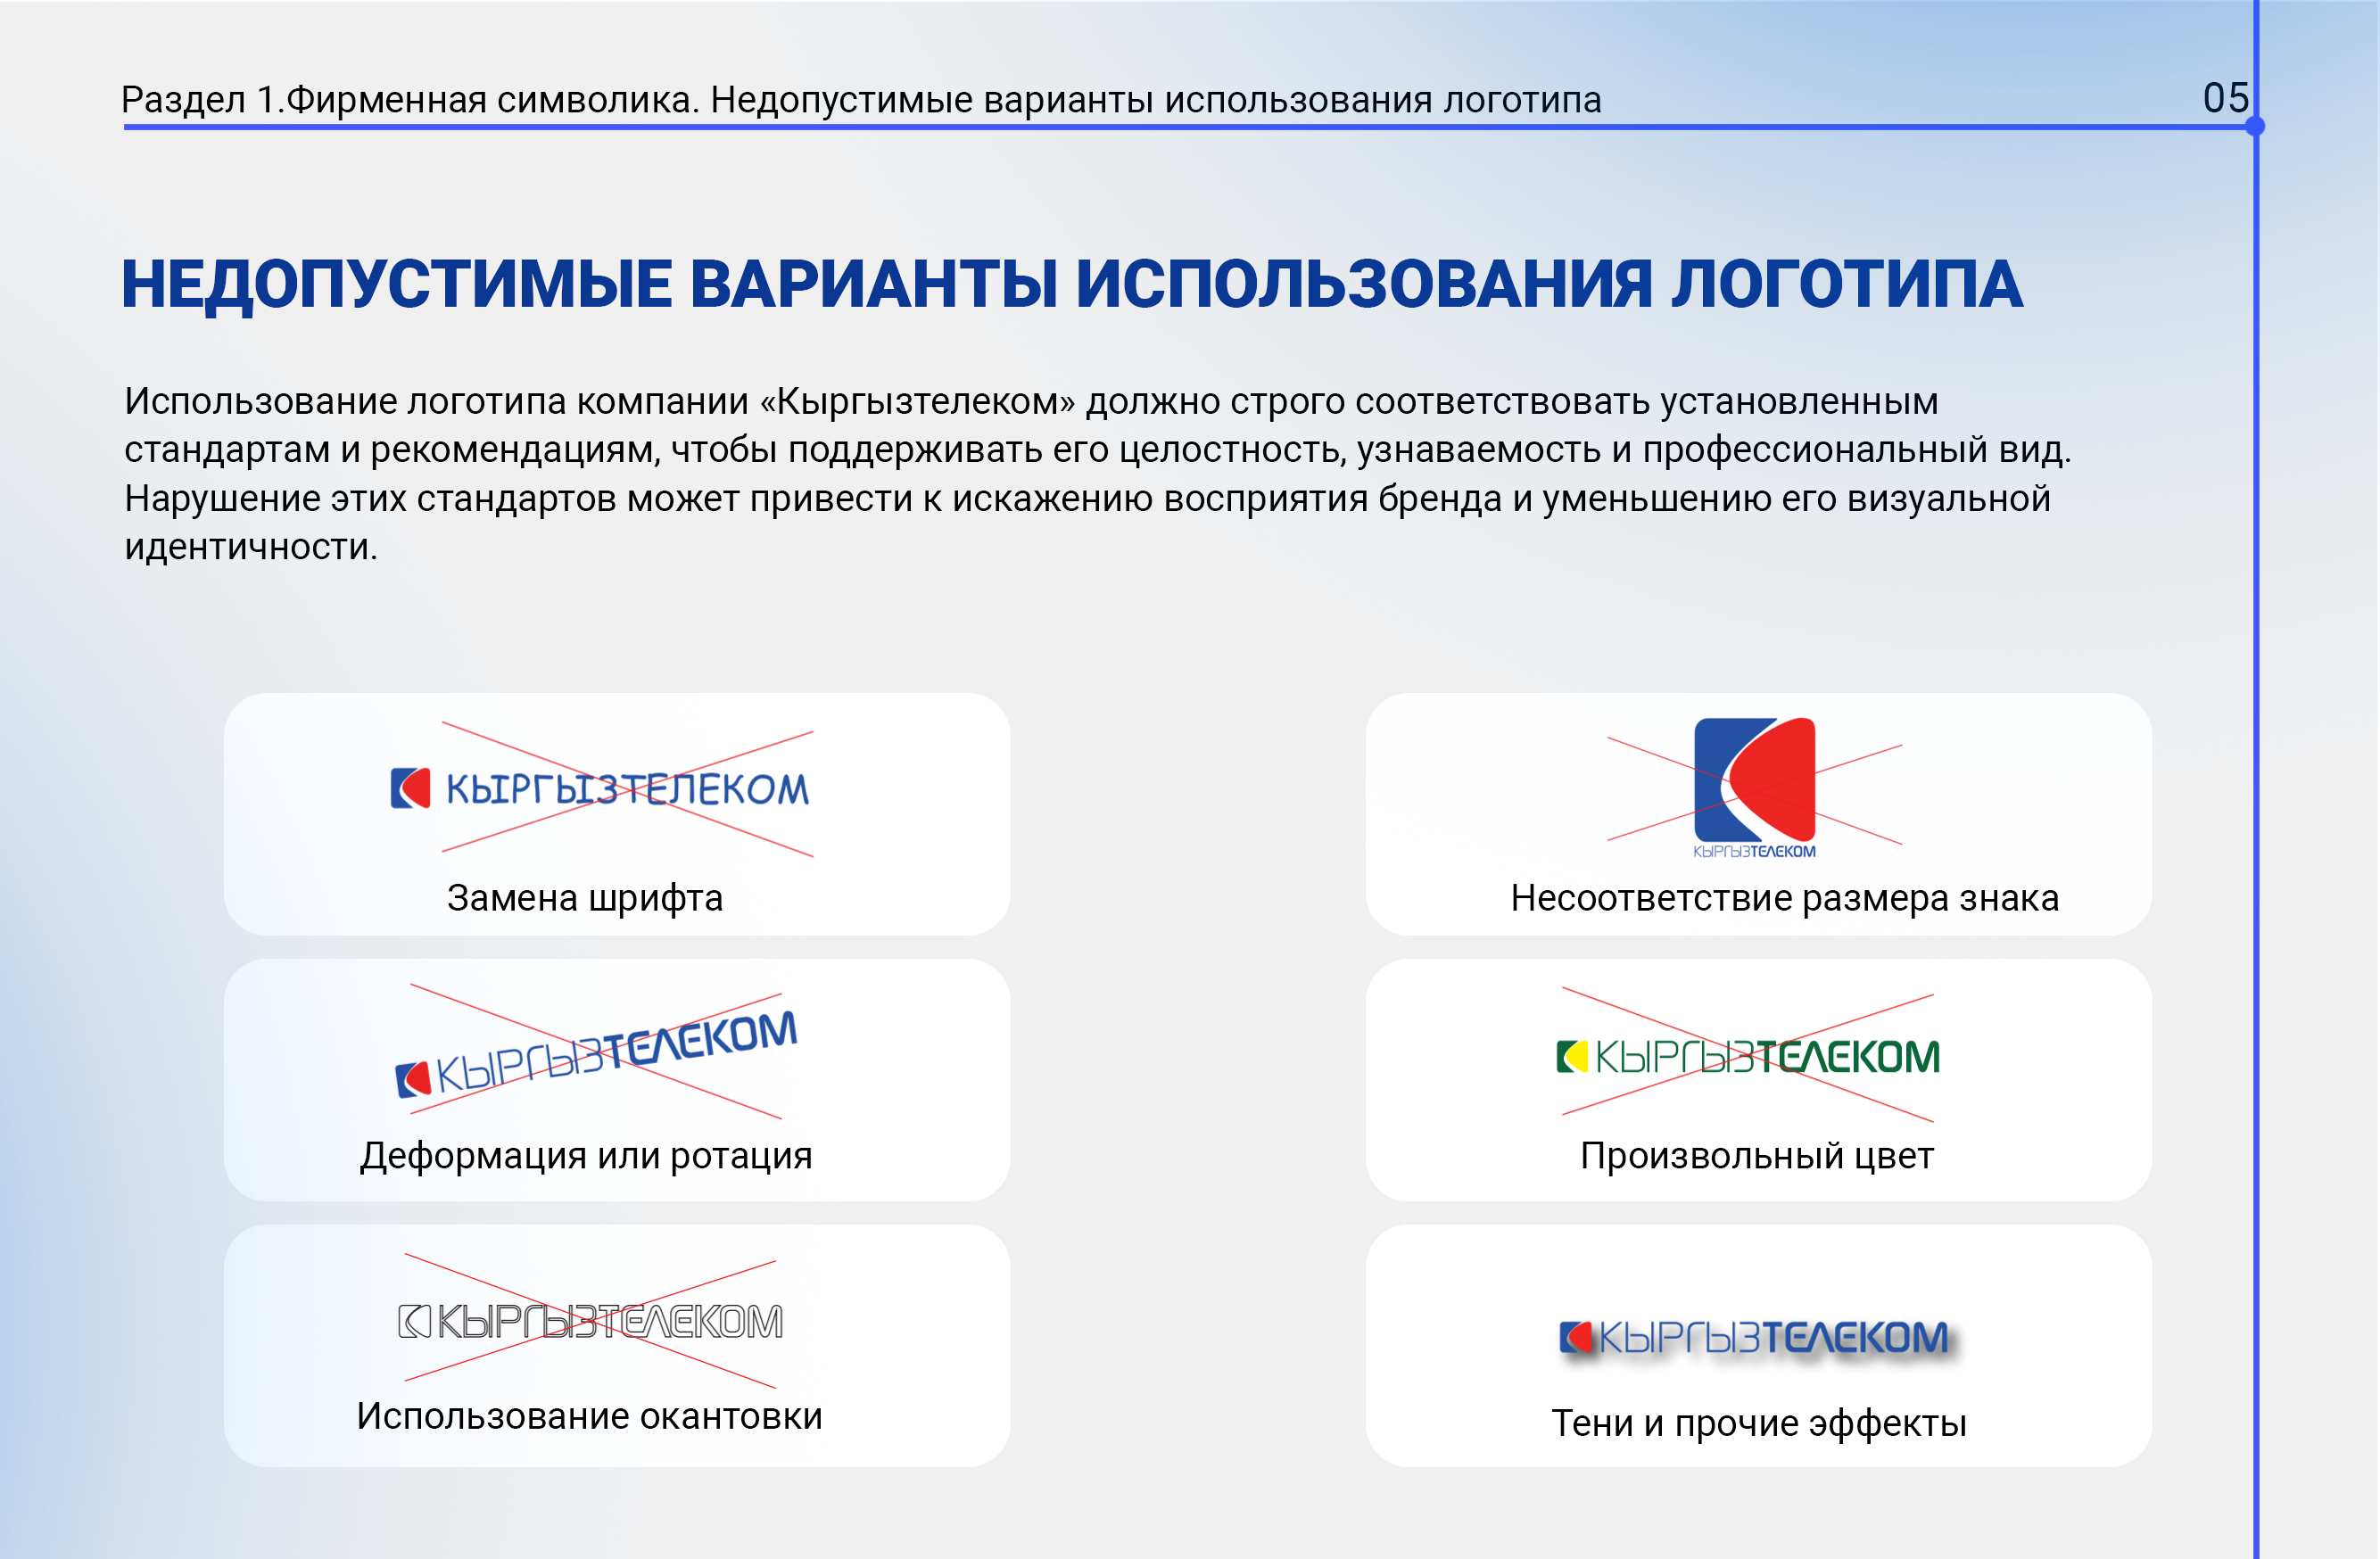 Раздел 1.Фирменная символика. Недопустимые варианты использования логотипа
05
НЕДОПУСТИМЫЕ ВАРИАНТЫ ИСПОЛЬЗОВАНИЯ ЛОГОТИПА
Использование логотипа компании «Кыргызтелеком» должно строго соответствовать установленным
стандартам и рекомендациям, чтобы поддерживать его целостность, узнаваемость и профессиональный вид.
Нарушение этих стандартов может привести к искажению восприятия бренда и уменьшению его визуальной
идентичности.
КЫРГЫЗТЕЛЕКОМ
Замена шрифта
КЫРГЫЗТЕЛЕКОМ
Несоответствие размера знака
КЫРГЫЗТЕЛЕКОМ
Деформация или ротация
КЫРГЫЗТЕЛЕКОМ
Произвольный цвет
КЫРГЫЗТЕЛЕКОМ
Использование окантовки
КЫРГЫЗТЕЛЕКОМ
Тени и прочие эффекты